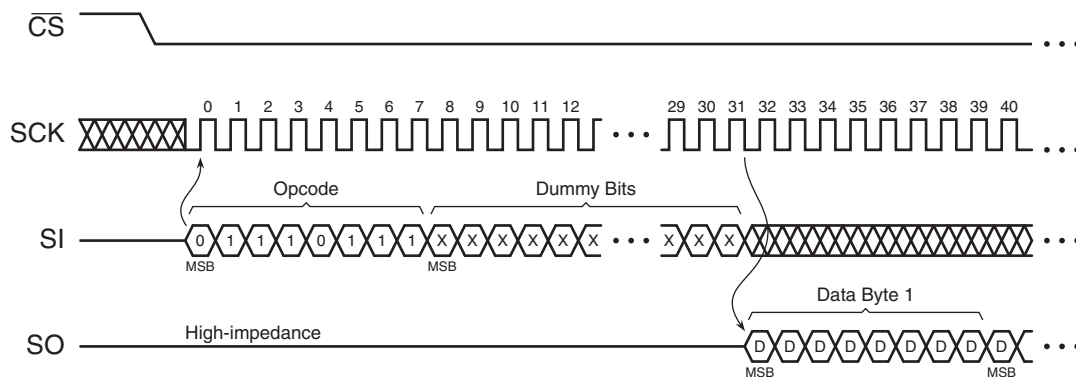 CS
0 1 2 3 4 5 6 7 8 9 10 11 12 29 30 31 32 33 34 35 36 37 38 39 40
SCK
Opcode Dummy Bits
SI 0 1 1 1 0 1 1 1 X X X X X X X X X
MSB MSB
Data Byte 1
High-impedance
SO D D D D D D D D D
MSB MSB